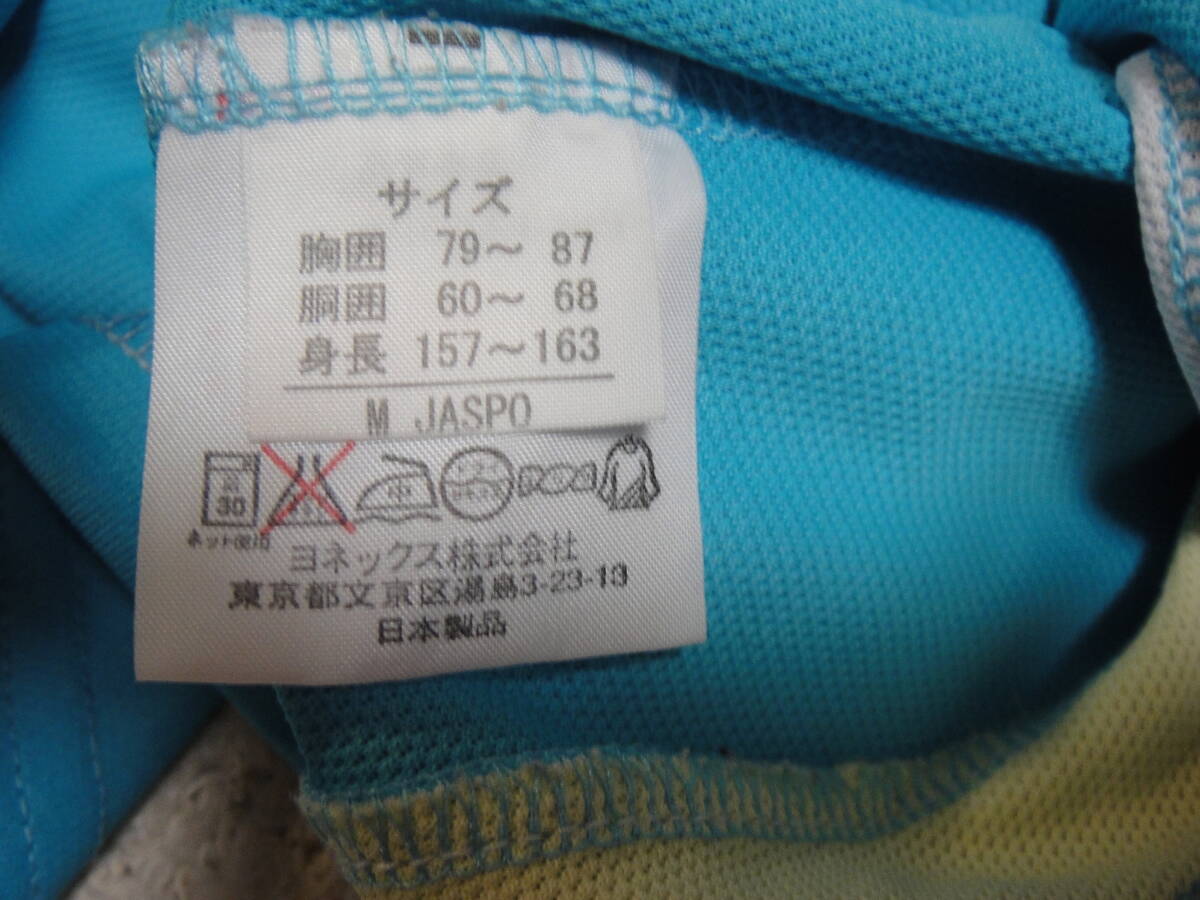 サイズ
胸囲 79～ 87
胴囲 60～ 68
身長 157～163
M JASPO
30 中
ネット使用
ヨネックス株式会社
東京都文京区湯島3-23-13
日本製品